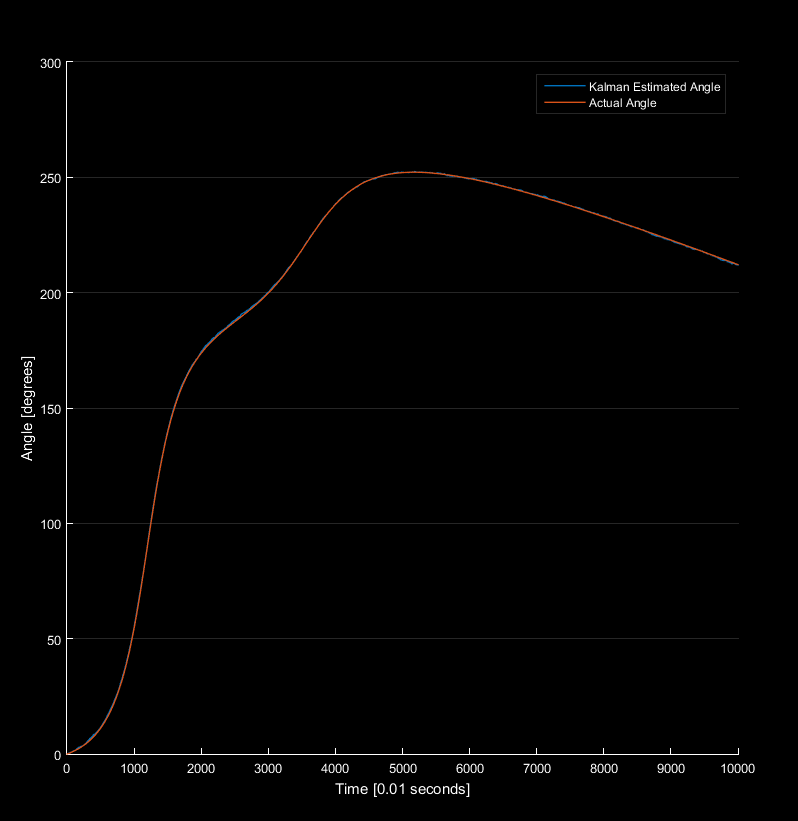 300
Kalman Estimated Angle
Actual Angle
250
200
150
100
50
0
Angle [degrees]
0 1000 2000 3000 4000 5000 6000 7000 8000 9000 10000
Time [0.01 seconds]